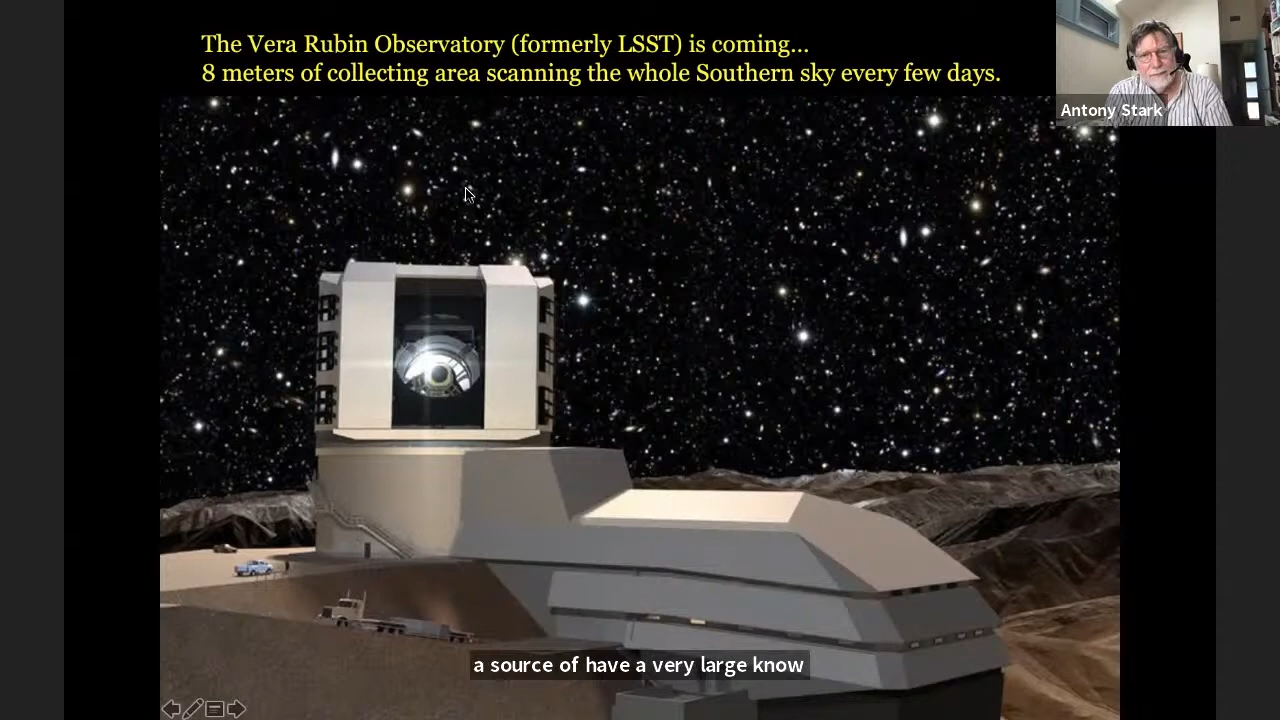 The Vera Rubin Observatory (formerly LSST) is coming...
8 meters of collecting area scanning the whole Southern sky every few days.
Antony Stark
a source of have a very large know